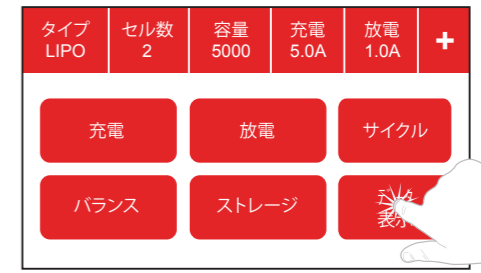 タイプ セル数 容量 充電 放電 +
LIPO 2 5000 5.0A 1.0A
充電 放電 サイクル
バランス ストレージ
表示